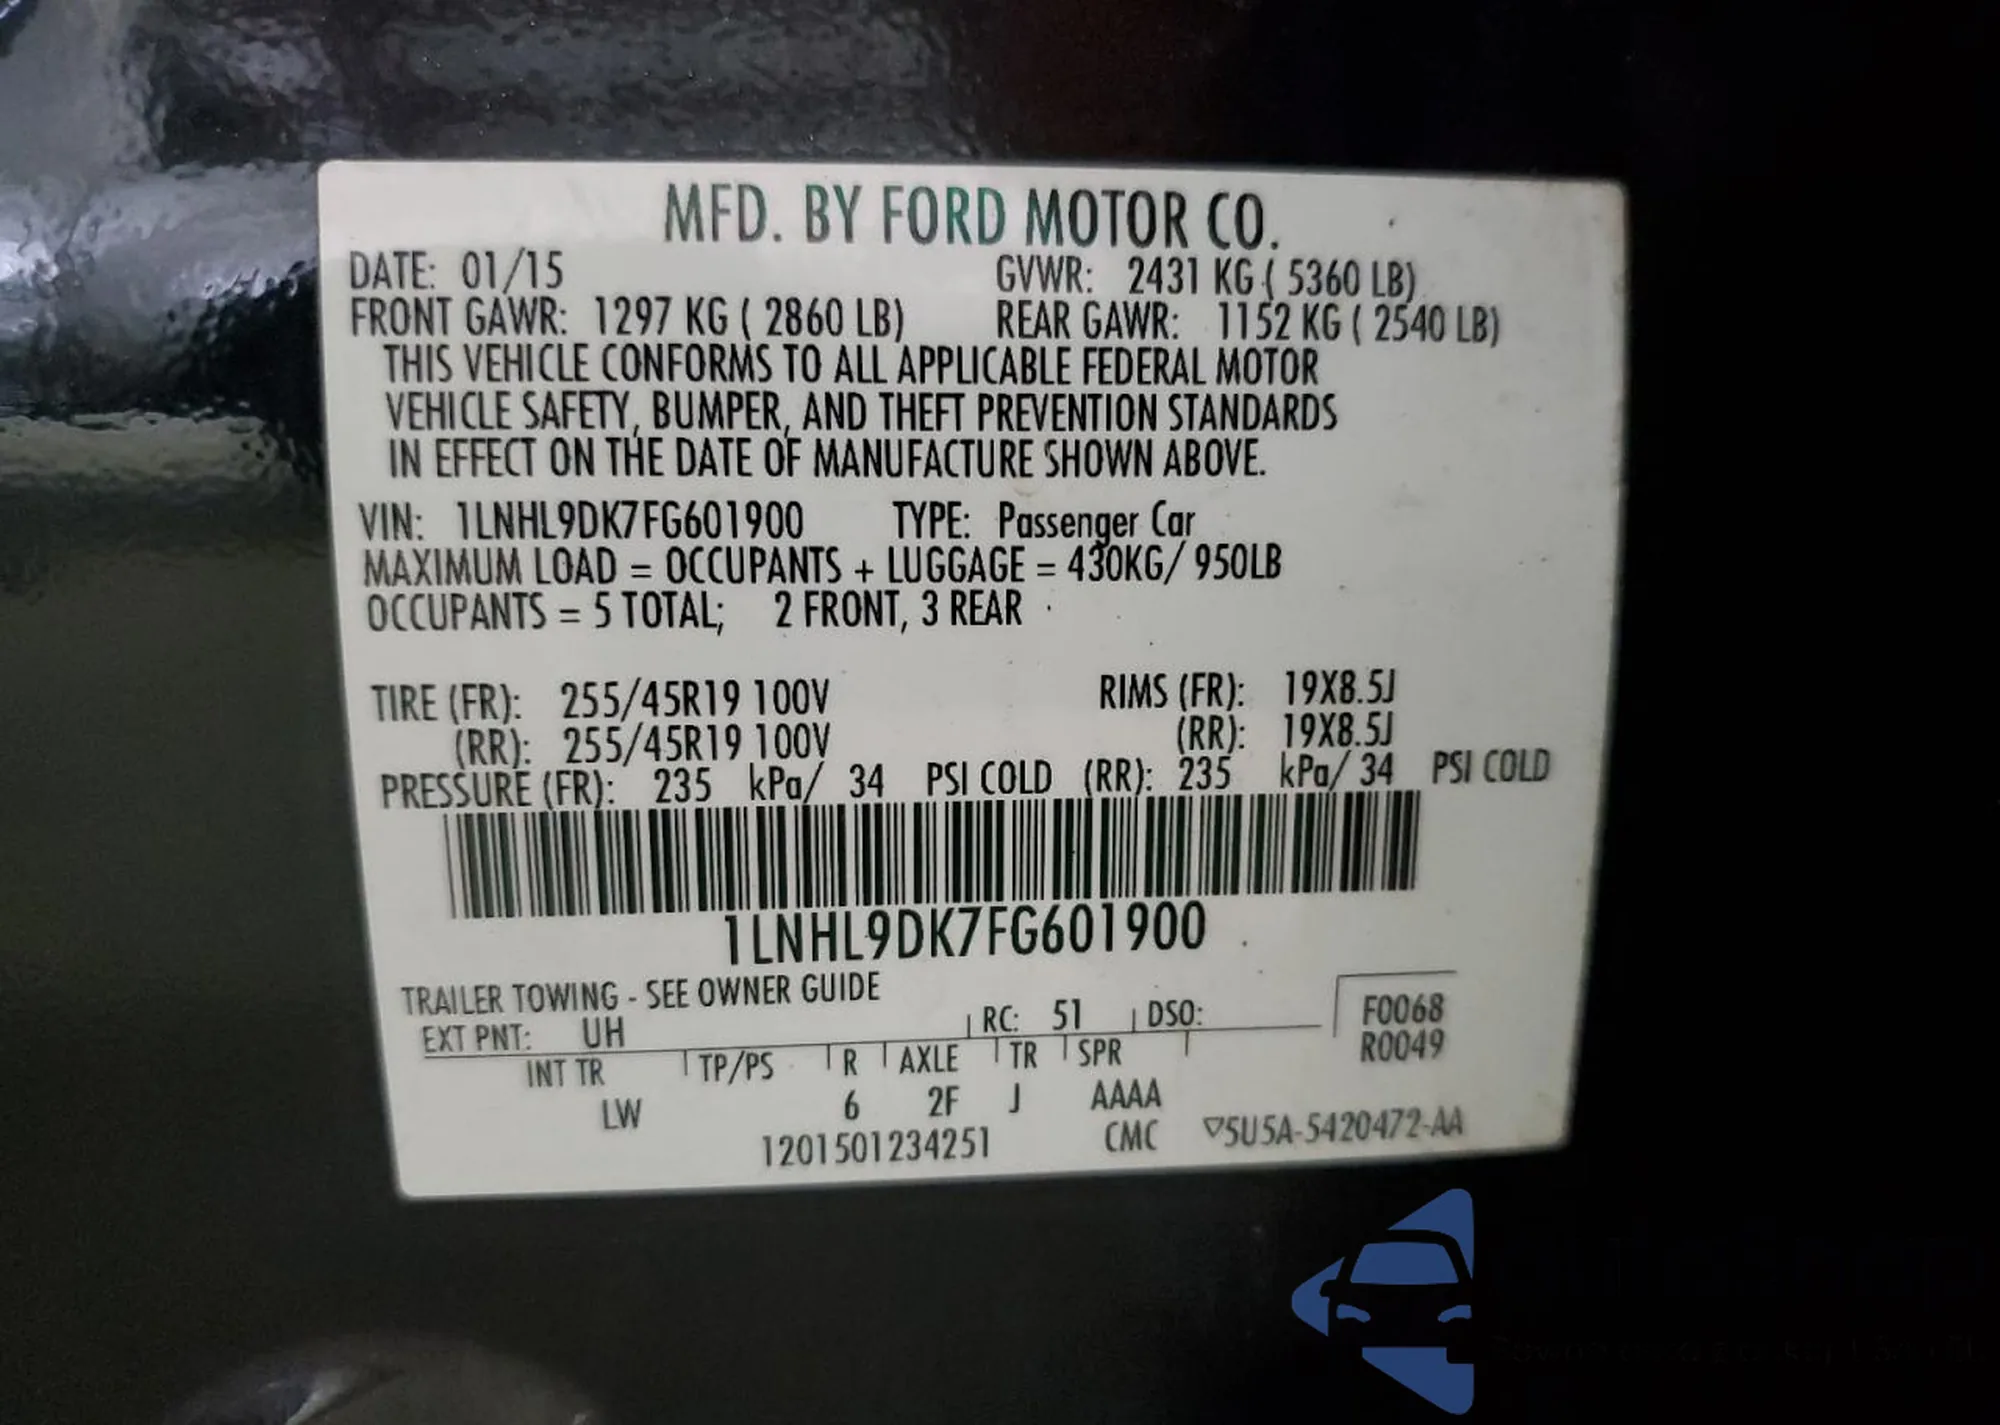 MFD. BY FORD MOTOR CO.
DATE: 01/15 GVWR: 2431 KG ( 5360 LB)
FRONT GAWR: 1297 KG ( 2860 LB) REAR GAWR: 1152 KG ( 2540 LB)
THIS VEHICLE CONFORMS TO ALL APPLICABLE FEDERAL MOTOR
VEHICLE SAFETY, BUMPER, AND THEFT PREVENTION STANDARDS
IN EFFECT ON THE DATE OF MANUFACTURE SHOWN ABOVE.
VIN: 1LNHL9DK7FG601900 TYPE: Passenger Car
MAXIMUM LOAD = OCCUPANTS + LUGGAGE = 430KG/ 950LB
OCCUPANTS = 5 TOTAL; 2 FRONT, 3 REAR
TIRE (FR): 255/45R19 100V RIMS (FR): 19X8.5J
(RR): 255/45R19 100V (RR): 19X8.5J
PRESSURE (FR): 235 kPa/ 34 PSI COLD (RR): 235 kPa/ 34 PSI COLD
1LNHL9DK7FG601900
TRAILER TOWING - SEE OWNER GUIDE
EXT PNT: UH RC: 51 DSO: F0068
R0049
INT TR TP/PS R AXLE TR SPR
LW 6 2F J AAAA
1201501234251 CMC ▽5U5A-5420472-AA